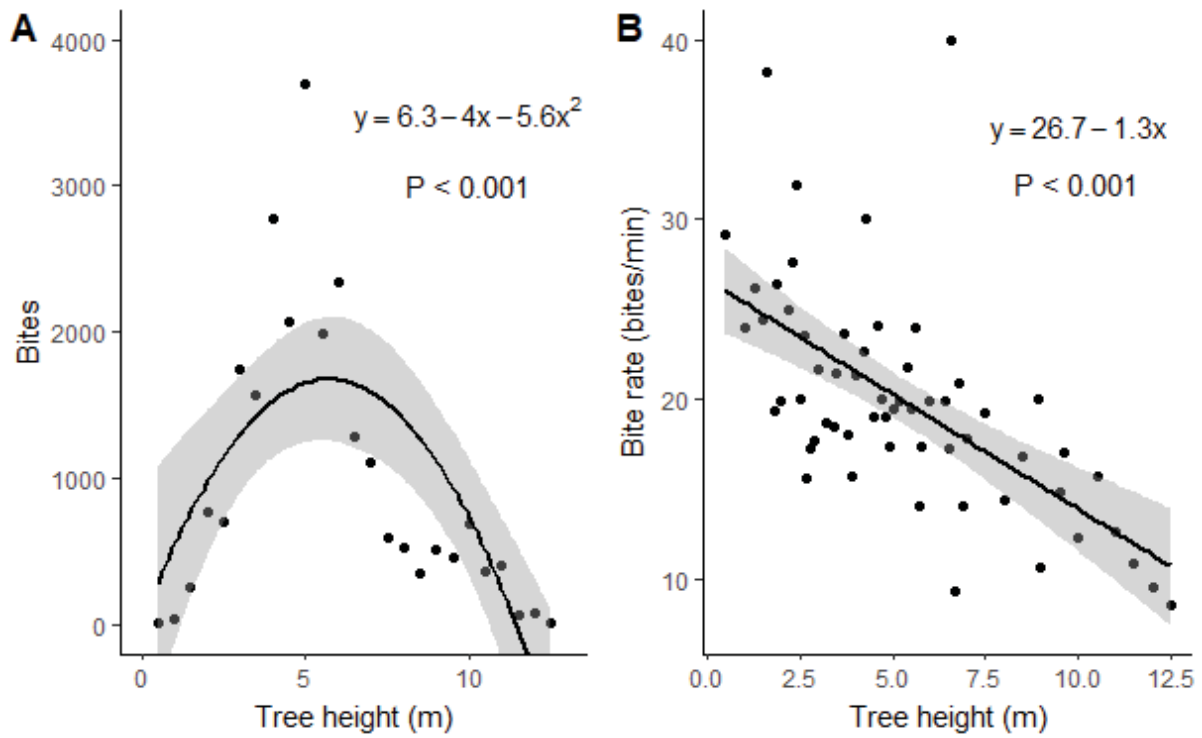 A
4000
3000
2000
1000
0
Bites
y = 6.3 − 4x − 5.6x²
P < 0.001
0 5 10
Tree height (m)
B
40
30
20
10
Bite rate (bites/min)
y = 26.7 − 1.3x
P < 0.001
0.0 2.5 5.0 7.5 10.0 12.5
Tree height (m)